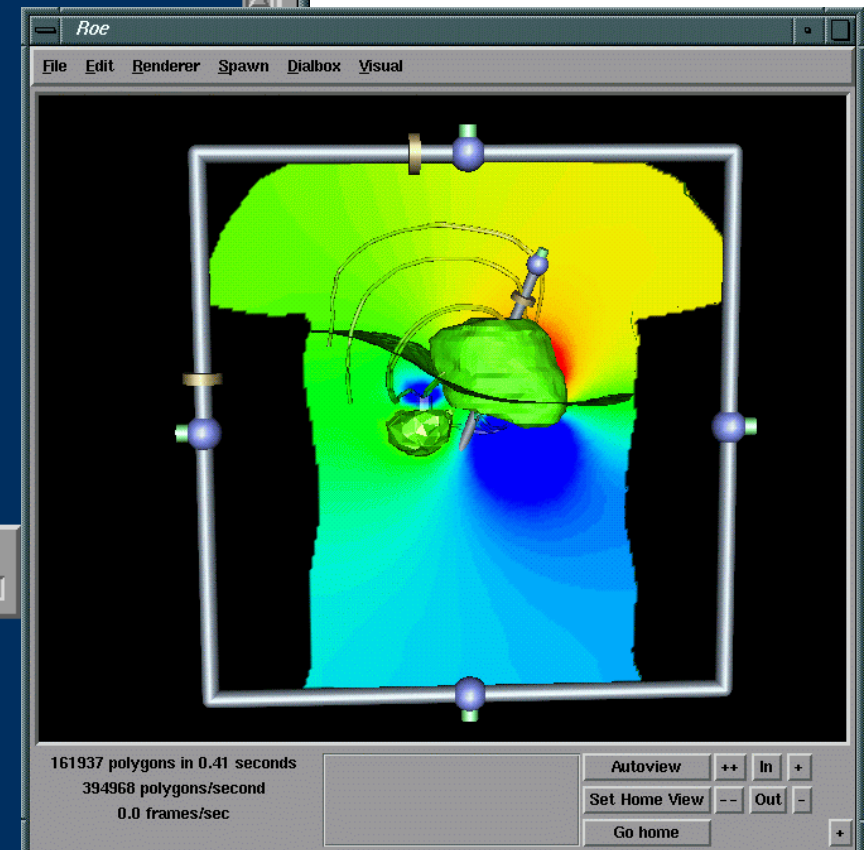 Roe
File Edit Renderer Spawn Dialbox Visual
161937 polygons in 0.41 seconds
394968 polygons/second
0.0 frames/sec
Autoview ++ In +
Set Home View -- Out -
Go home +